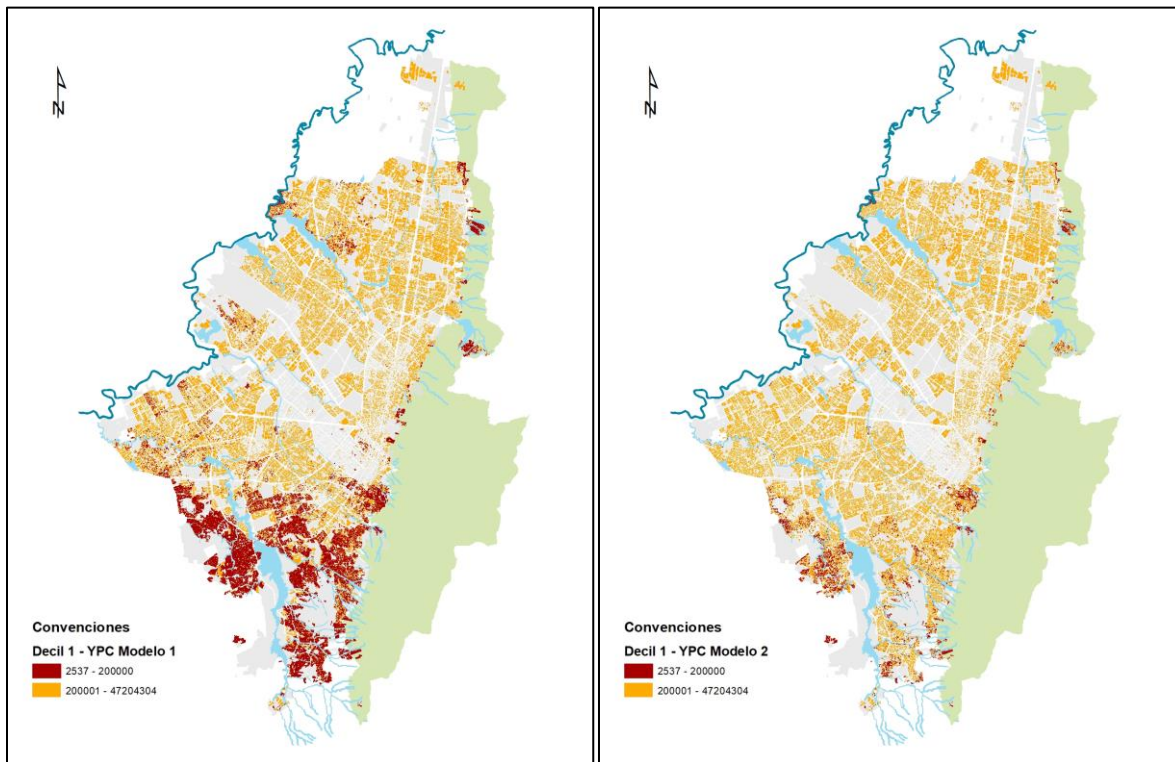 N
Convenciones
Decil 1 - YPC Modelo 1
2537 - 200000
200001 - 47204304
N
Convenciones
Decil 1 - YPC Modelo 2
2537 - 200000
200001 - 47204304